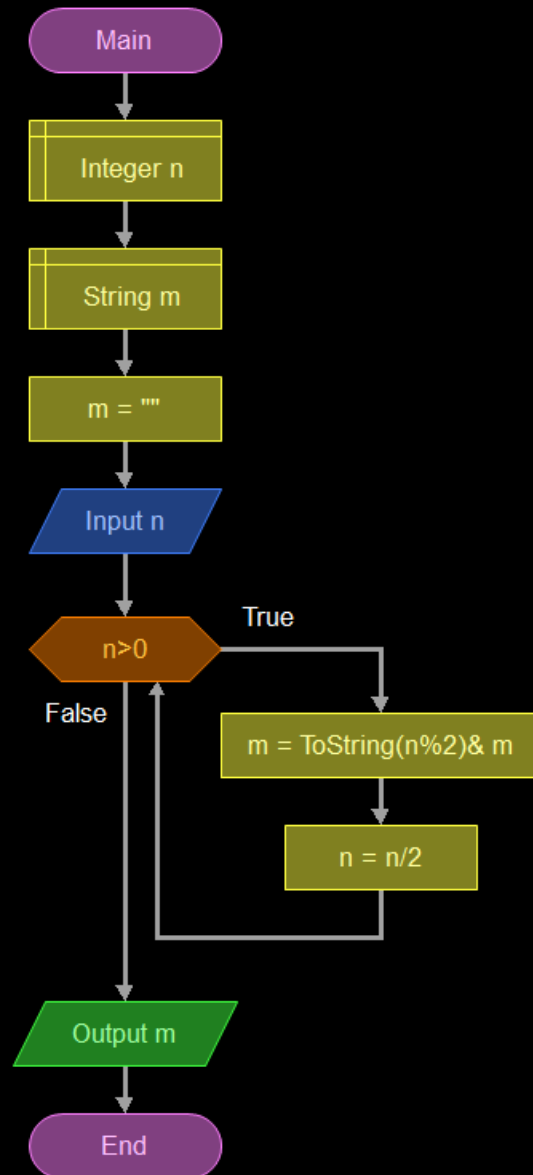 Main
Integer n
String m
m = ""
Input n
n>0
True
False
m = ToString(n%2)& m
n = n/2
Output m
End